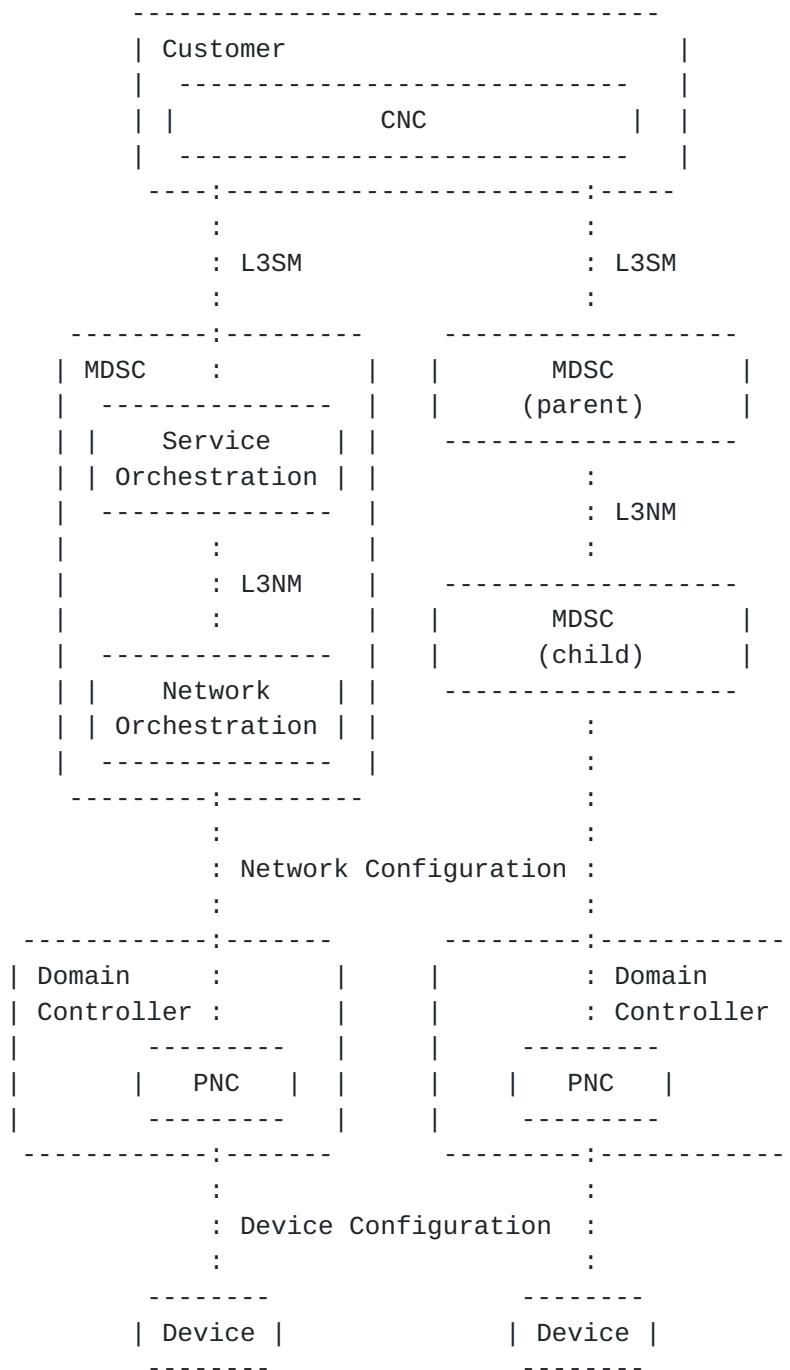 Customer
CNC
: L3SM : L3SM
MDSC : MDSC
(parent)
Service
Orchestration :
: L3NM
:
: L3NM MDSC
: (child)
Network
Orchestration :
: Network Configuration :
Domain : : Domain
Controller : : Controller
PNC PNC
: Device Configuration :
Device Device